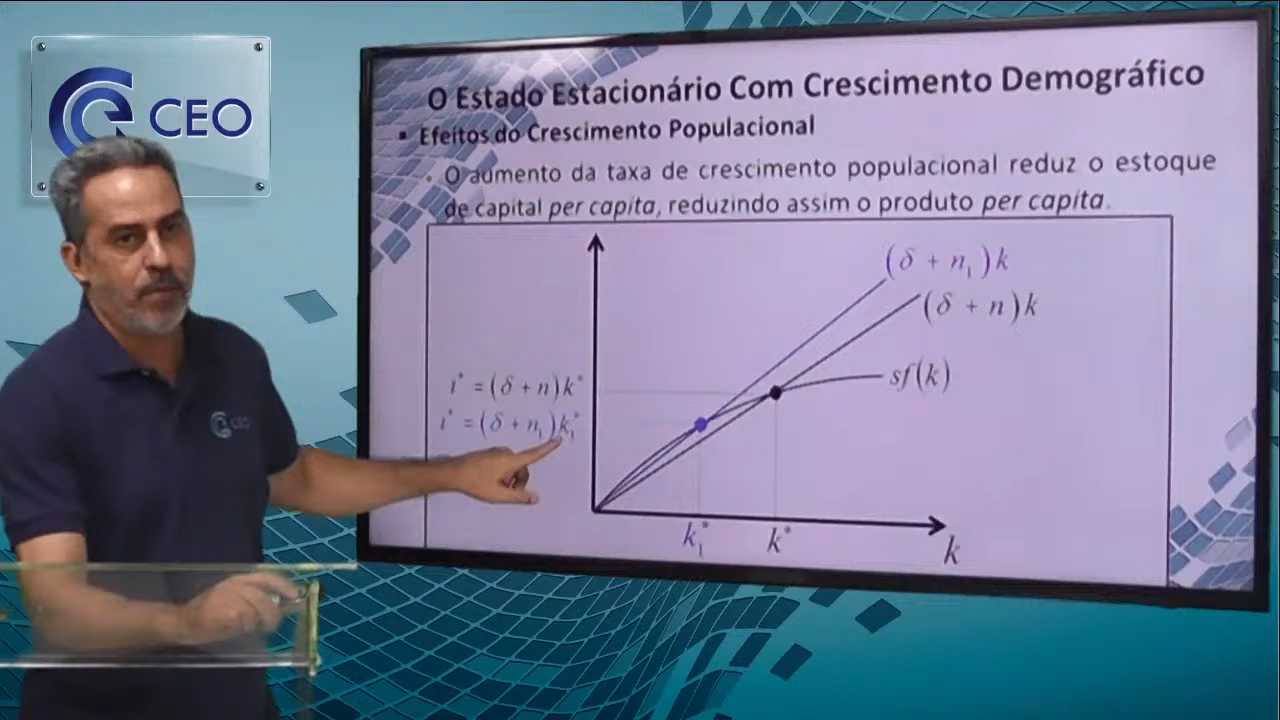 CEO
O Estado Estacionário Com Crescimento Demográfico
▪ Efeitos do Crescimento Populacional
• O aumento da taxa de crescimento populacional reduz o estoque
de capital per capita, reduzindo assim o produto per capita.
(δ + n₁)k
(δ + n)k
sf(k)
i* = (δ + n)k*
i* = (δ + n₁)k₁*
k₁* k*
k
CEO